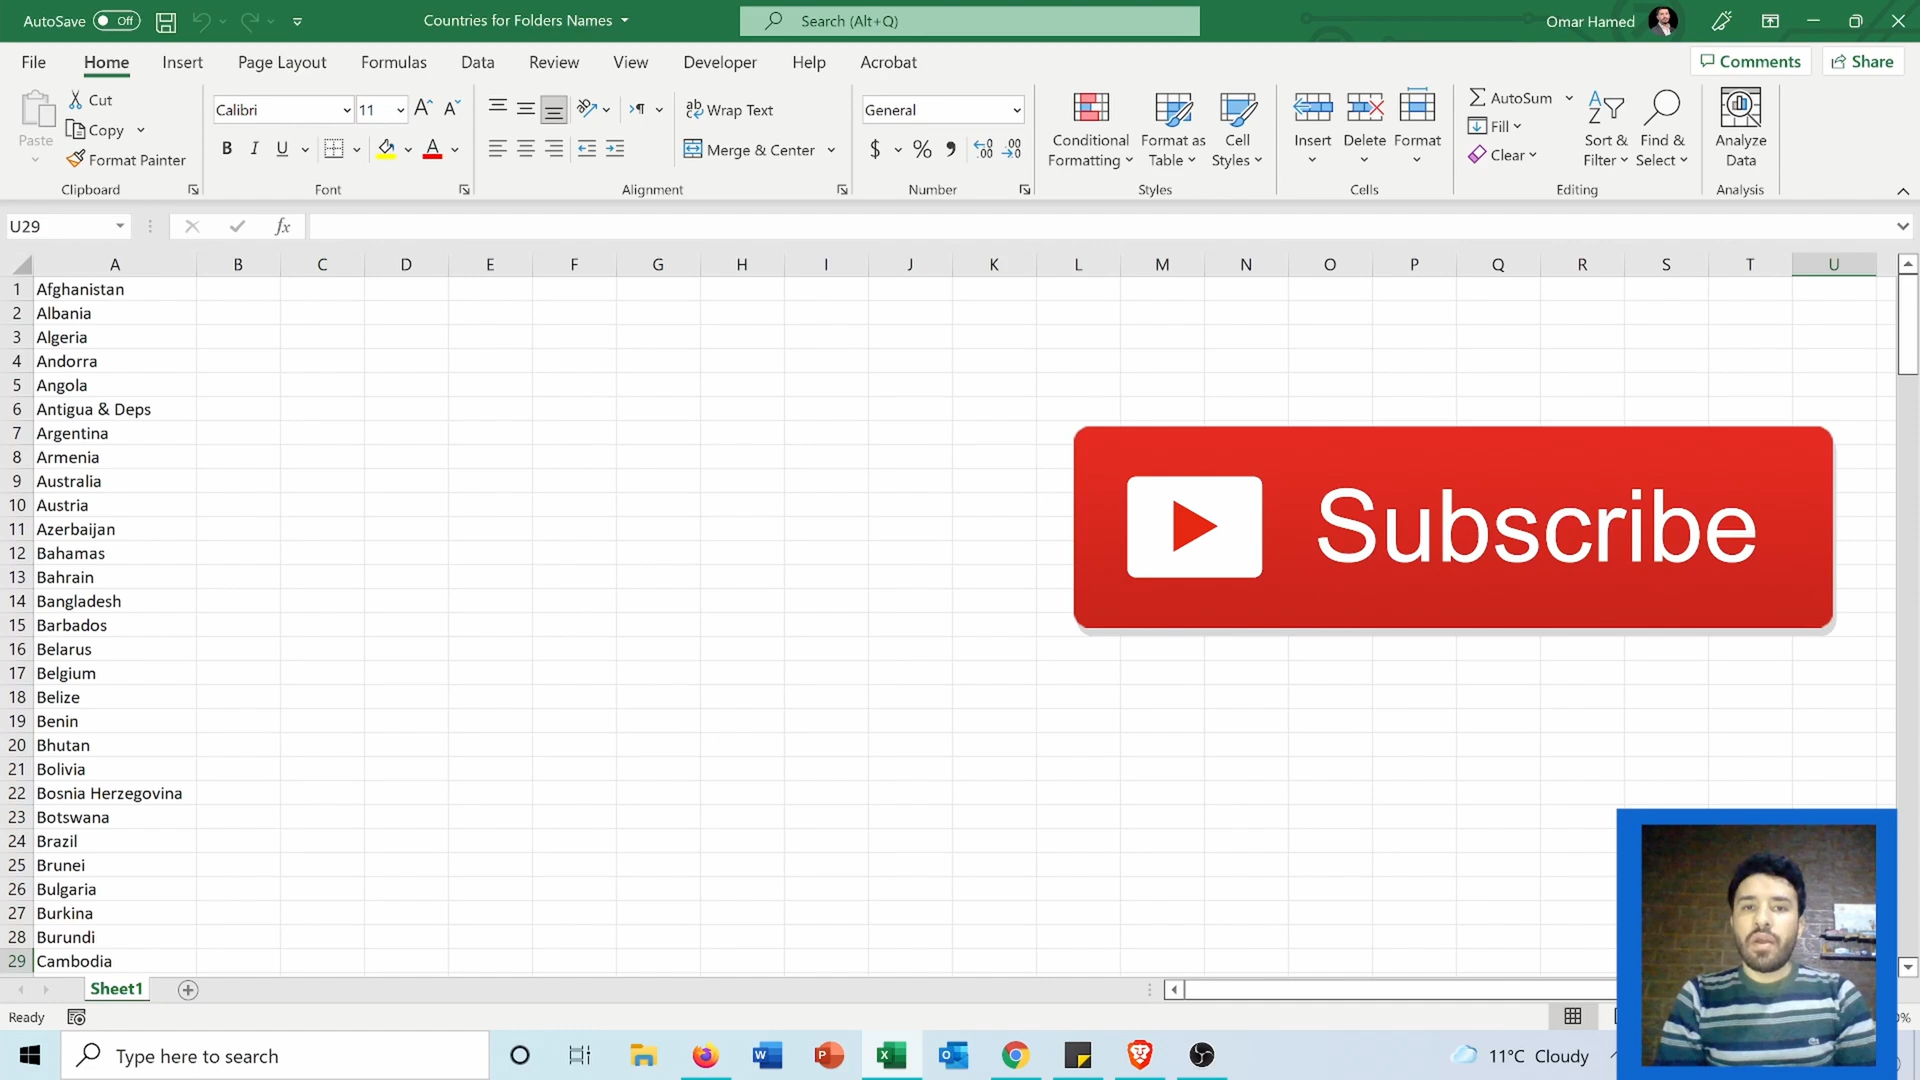 AutoSave Off
Countries for Folders Names
Search (Alt+Q)
Omar Hamed
File Home Insert Page Layout Formulas Data Review View Developer Help Acrobat
Comments
Share
Paste
Cut
Copy
Format Painter
Clipboard
Calibri
11
B I U
A
Font
Wrap Text
Merge & Center
Alignment
General
$ % 9
Number
Conditional
Formatting
Format as
Table
Cell
Styles
Styles
Insert
Delete
Format
Cells
AutoSum
Fill
Clear
Sort &
Filter
Find &
Select
Editing
Analyze
Data
Analysis
U29
fx
A B C D E F G H I J K L M N O P Q R S T U
1 Afghanistan
2 Albania
3 Algeria
4 Andorra
5 Angola
6 Antigua & Deps
7 Argentina
8 Armenia
9 Australia
10 Austria
11 Azerbaijan
12 Bahamas
13 Bahrain
14 Bangladesh
15 Barbados
16 Belarus
17 Belgium
18 Belize
19 Benin
20 Bhutan
21 Bolivia
22 Bosnia Herzegovina
23 Botswana
24 Brazil
25 Brunei
26 Bulgaria
27 Burkina
28 Burundi
29 Cambodia
Subscribe
Sheet1
Ready
Type here to search
11°C Cloudy